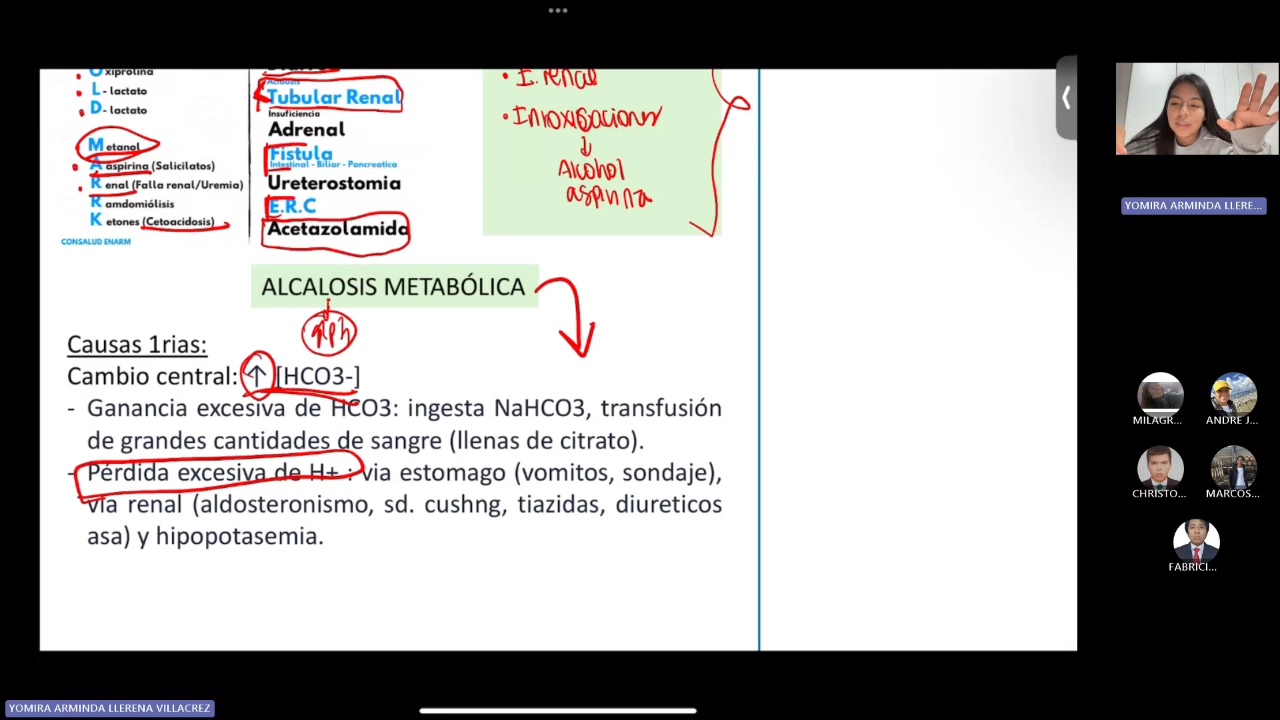 •••
Oxiprolina
L - lactato
D - lactato
Metanol
Aspirina (Salicilatos)
Renal (Falla renal/Uremia)
Ramdomiólisis
Ketones (Cetoacidosis)
CONSALUD ENARM
Acidosis
Tubular Renal
Insuficiencia
Adrenal
Fistula
Intestinal - Biliar - Pancreatica
Ureterostomia
E.R.C
Acetazolamida
• I. renal
• Intoxicaciones
Alcohol
aspirina
ALCALOSIS METABÓLICA
Causas 1rias:
Cambio central: ↑ [HCO3-]
- Ganancia excesiva de HCO3: ingesta NaHCO3, transfusión
de grandes cantidades de sangre (llenas de citrato).
- Pérdida excesiva de H+ : via estomago (vomitos, sondaje),
via renal (aldosteronismo, sd. cushng, tiazidas, diureticos
asa) y hipopotasemia.
YOMIRA ARMINDA LLERE...
MILAGR...
ANDRE J...
CHRISTO...
MARCOS...
FABRICI...
YOMIRA ARMINDA LLERENA VILLACREZ